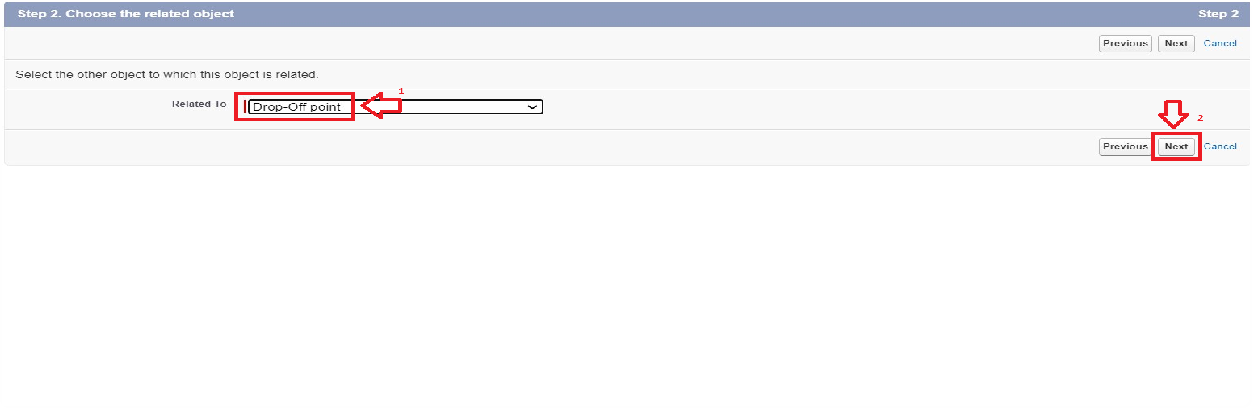 Step 2. Choose the related object Step 2
Previous Next Cancel
Select the other object to which this object is related.
1
Related To Drop-Off point
2
Previous Next Cancel